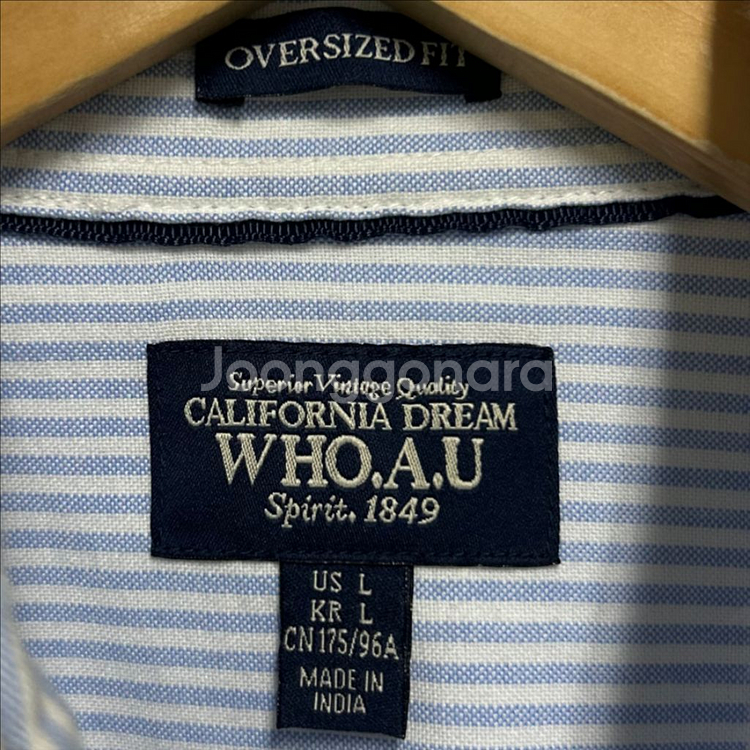 OVERSIZED FIT
Joonggonara
Superior Vintage Quality
CALIFORNIA DREAM
WHO.A.U
Spirit. 1849
US L
KR L
CN 175/96A
MADE IN
INDIA